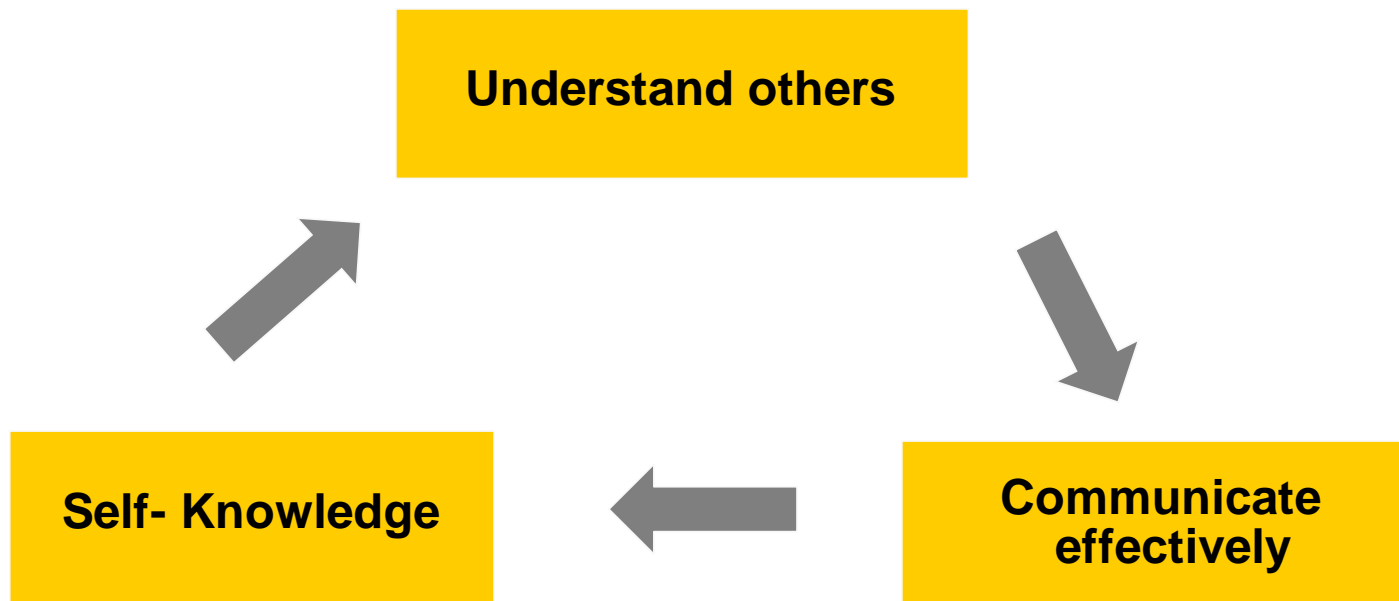 Understand others
Self- Knowledge
Communicate
effectively